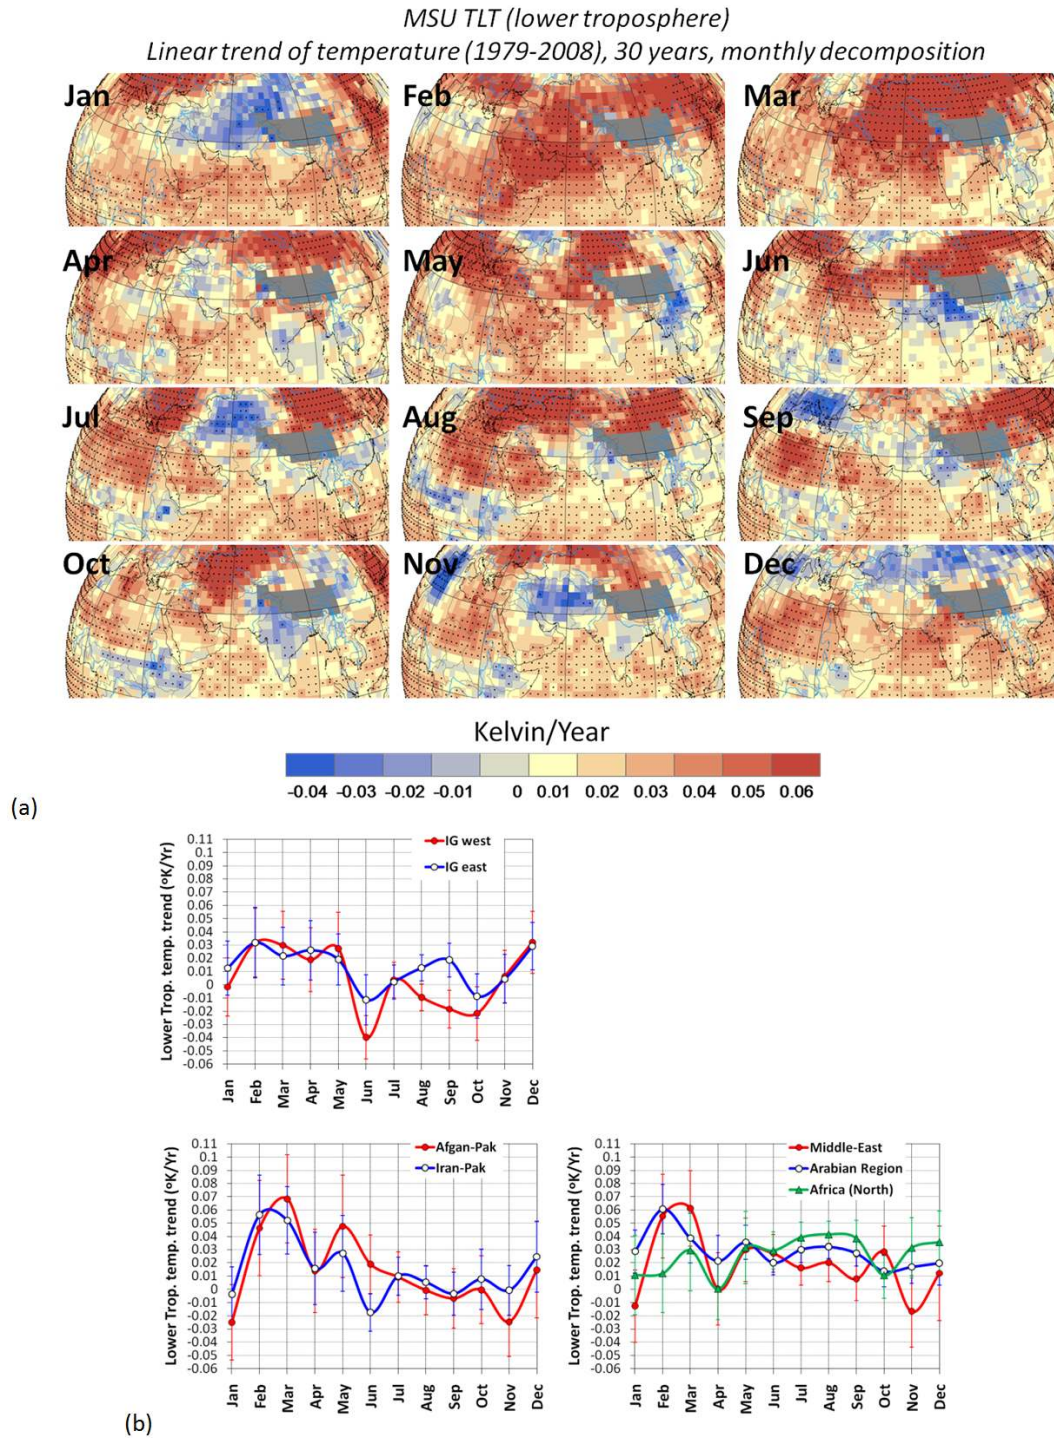 MSU TLT (lower troposphere)
Linear trend of temperature (1979-2008), 30 years, monthly decomposition
Jan Feb Mar
Apr May Jun
Jul Aug Sep
Oct Nov Dec
Kelvin/Year
-0.04 -0.03 -0.02 -0.01 0 0.01 0.02 0.03 0.04 0.05 0.06
(a)
IG west
IG east
Lower Trop. temp. trend (°K/Yr)
0.11
0.1
0.09
0.08
0.07
0.06
0.05
0.04
0.03
0.02
0.01
0
-0.01
-0.02
-0.03
-0.04
-0.05
-0.06
Jan Feb Mar Apr May Jun Jul Aug Sep Oct Nov Dec
Afgan-Pak
Iran-Pak
Lower Trop. temp. trend (°K/Yr)
0.11
0.1
0.09
0.08
0.07
0.06
0.05
0.04
0.03
0.02
0.01
0
-0.01
-0.02
-0.03
-0.04
-0.05
-0.06
Jan Feb Mar Apr May Jun Jul Aug Sep Oct Nov Dec
Middle-East
Arabian Region
Africa (North)
Lower Trop. temp. trend (°K/Yr)
0.11
0.1
0.09
0.08
0.07
0.06
0.05
0.04
0.03
0.02
0.01
0
-0.01
-0.02
-0.03
-0.04
-0.05
-0.06
Jan Feb Mar Apr May Jun Jul Aug Sep Oct Nov Dec
(b)